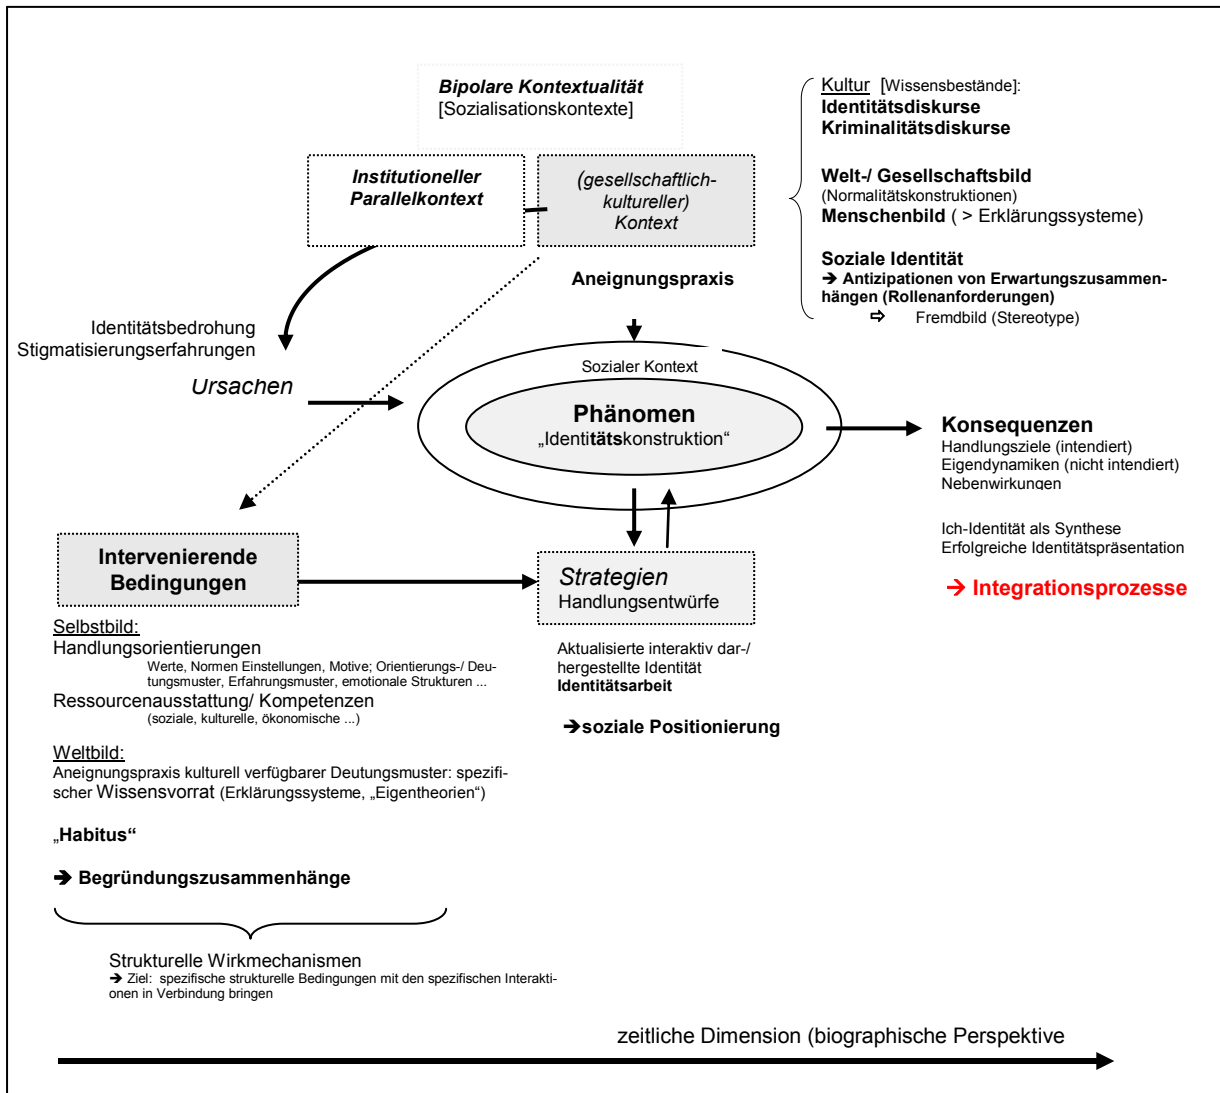 Bipolare Kontextualität
[Sozialisationskontexte]
Institutioneller
Parallelkontext
(gesellschaftlich-
kultureller)
Kontext
Kultur [Wissensbestände]:
Identitätsdiskurse
Kriminalitätsdiskurse
Welt-/ Gesellschaftsbild
(Normalitätskonstruktionen)
Menschenbild ( > Erklärungssysteme)
Soziale Identität
➔ Antizipationen von Erwartungszusammen-
hängen (Rollenanforderungen)
⇨ Fremdbild (Stereotype)
Aneignungspraxis
Identitätsbedrohung
Stigmatisierungserfahrungen
Ursachen
Sozialer Kontext
Phänomen
„Identitätskonstruktion“
Konsequenzen
Handlungsziele (intendiert)
Eigendynamiken (nicht intendiert)
Nebenwirkungen
Ich-Identität als Synthese
Erfolgreiche Identitätspräsentation
➔ Integrationsprozesse
Intervenierende
Bedingungen
Strategien
Handlungsentwürfe
Aktualisierte interaktiv dar-/
hergestellte Identität
Identitätsarbeit
➔soziale Positionierung
Selbstbild:
Handlungsorientierungen
Werte, Normen Einstellungen, Motive; Orientierungs-/ Deu-
tungsmuster, Erfahrungsmuster, emotionale Strukturen ...
Ressourcenausstattung/ Kompetenzen
(soziale, kulturelle, ökonomische ...)
Weltbild:
Aneignungspraxis kulturell verfügbarer Deutungsmuster: spezifi-
scher Wissensvorrat (Erklärungssysteme, „Eigentheorien“)
„Habitus“
➔ Begründungszusammenhänge
Strukturelle Wirkmechanismen
➔ Ziel: spezifische strukturelle Bedingungen mit den spezifischen Interakti-
onen in Verbindung bringen
zeitliche Dimension (biographische Perspektive